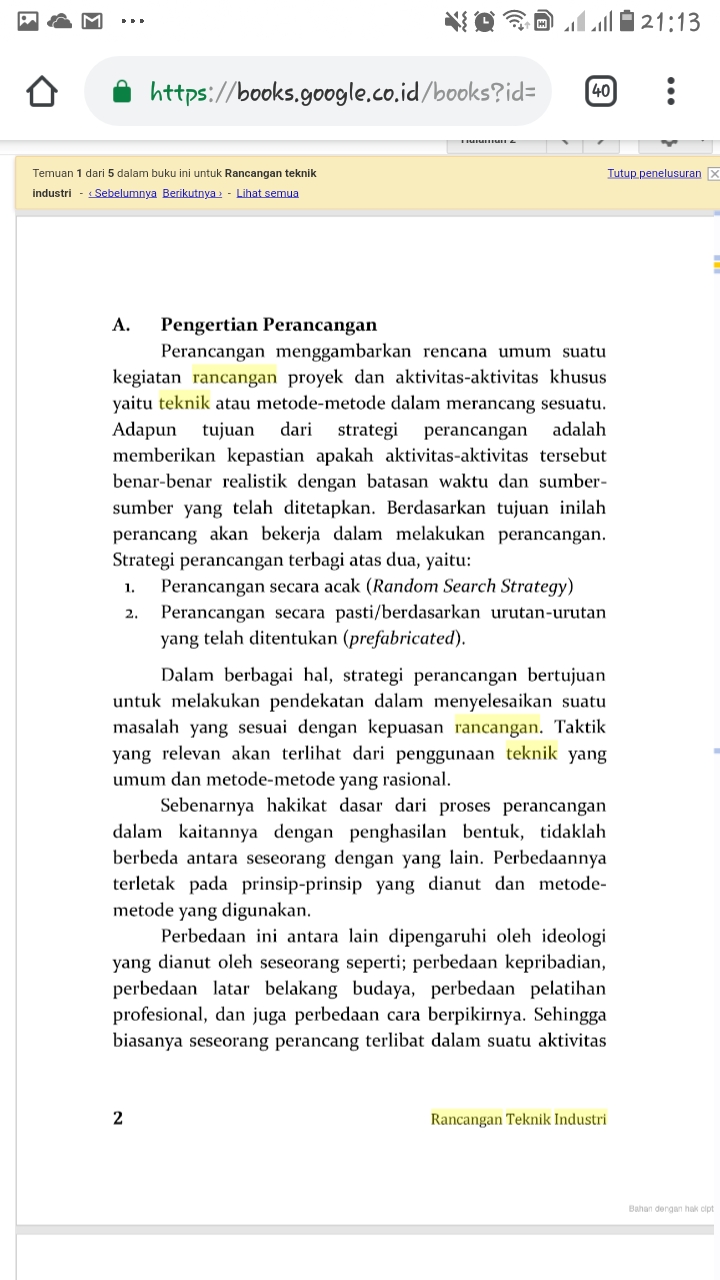 21:13
https://books.google.co.id/books?id=
40
Temuan 1 dari 5 dalam buku ini untuk Rancangan teknik
Tutup penelusuran
industri - ‹ Sebelumnya Berikutnya › - Lihat semua
A. Pengertian Perancangan
Perancangan menggambarkan rencana umum suatu
kegiatan rancangan proyek dan aktivitas-aktivitas khusus
yaitu teknik atau metode-metode dalam merancang sesuatu.
Adapun tujuan dari strategi perancangan adalah
memberikan kepastian apakah aktivitas-aktivitas tersebut
benar-benar realistik dengan batasan waktu dan sumber-
sumber yang telah ditetapkan. Berdasarkan tujuan inilah
perancang akan bekerja dalam melakukan perancangan.
Strategi perancangan terbagi atas dua, yaitu:
1. Perancangan secara acak (Random Search Strategy)
2. Perancangan secara pasti/berdasarkan urutan-urutan
yang telah ditentukan (prefabricated).
Dalam berbagai hal, strategi perancangan bertujuan
untuk melakukan pendekatan dalam menyelesaikan suatu
masalah yang sesuai dengan kepuasan rancangan. Taktik
yang relevan akan terlihat dari penggunaan teknik yang
umum dan metode-metode yang rasional.
Sebenarnya hakikat dasar dari proses perancangan
dalam kaitannya dengan penghasilan bentuk, tidaklah
berbeda antara seseorang dengan yang lain. Perbedaannya
terletak pada prinsip-prinsip yang dianut dan metode-
metode yang digunakan.
Perbedaan ini antara lain dipengaruhi oleh ideologi
yang dianut oleh seseorang seperti; perbedaan kepribadian,
perbedaan latar belakang budaya, perbedaan pelatihan
profesional, dan juga perbedaan cara berpikirnya. Sehingga
biasanya seseorang perancang terlibat dalam suatu aktivitas
2
Rancangan Teknik Industri
Bahan dengan hak cipt